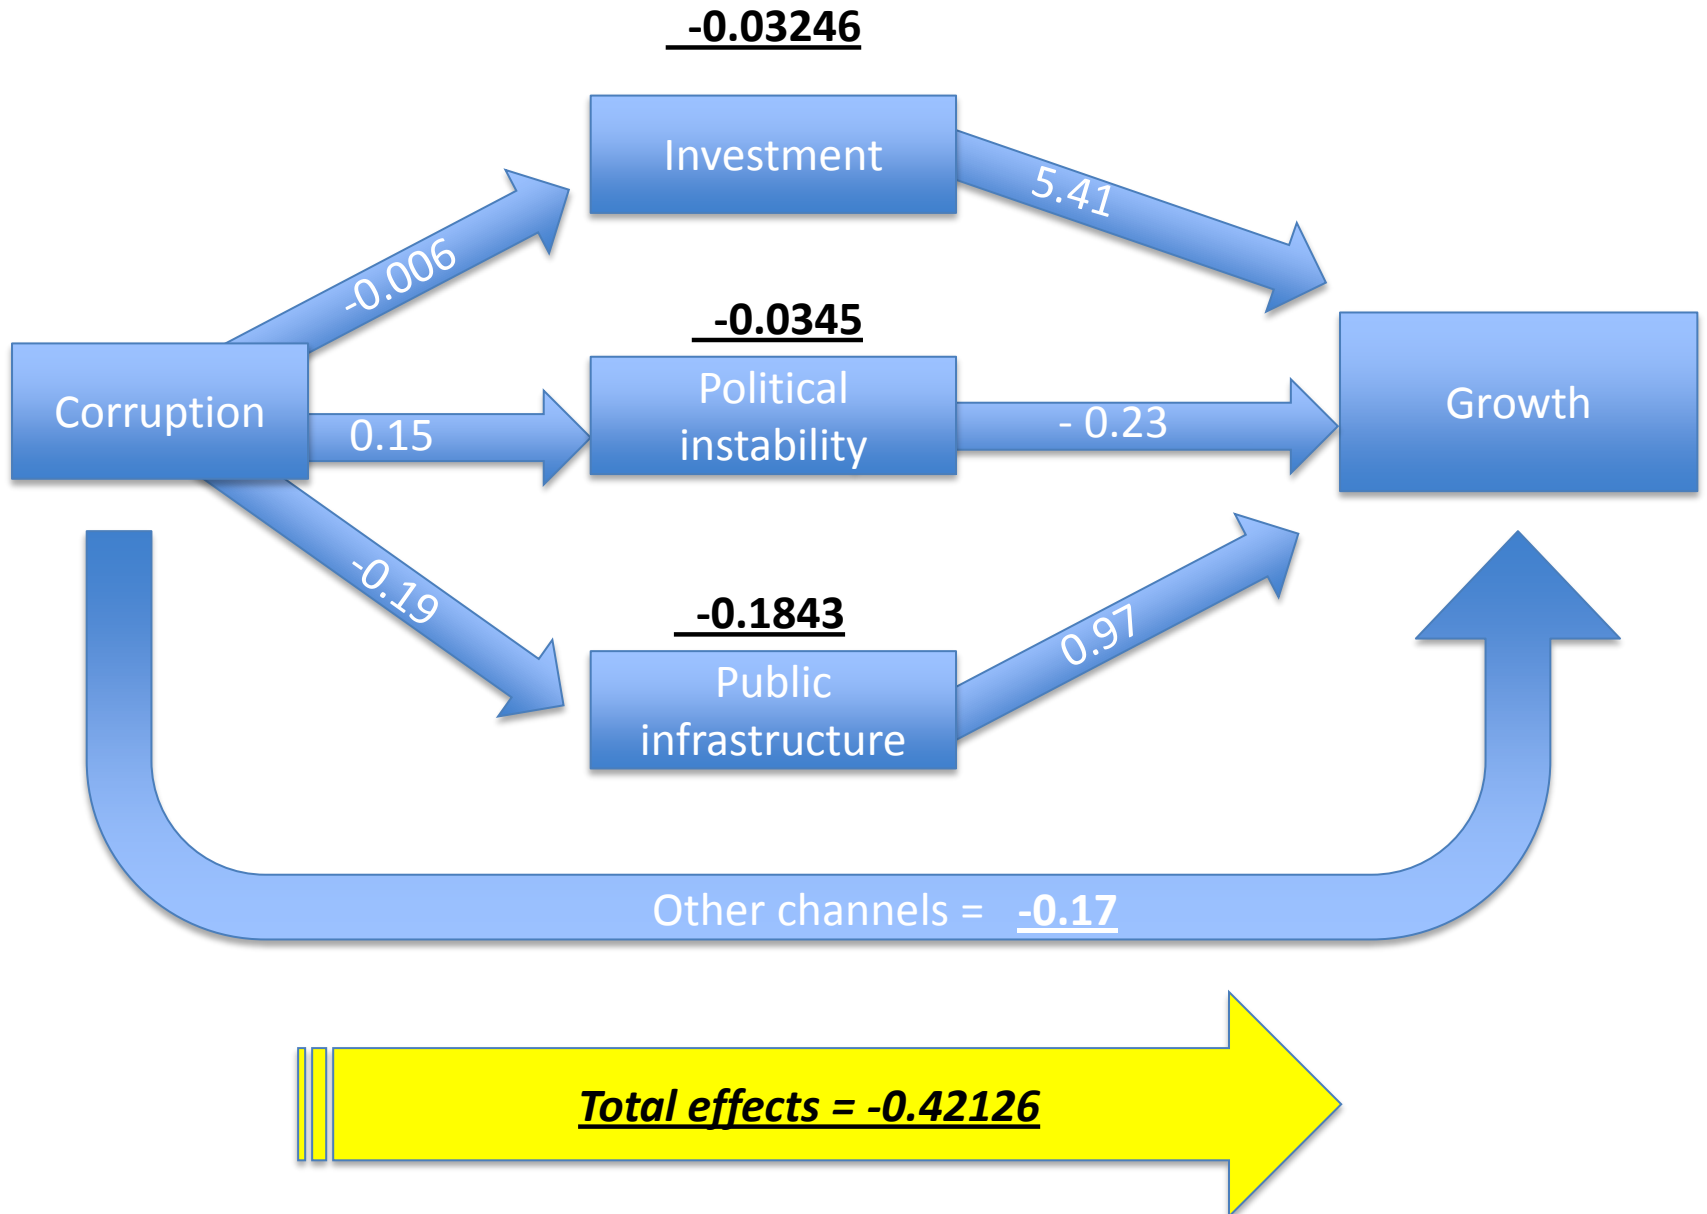 -0.03246
Investment
5.41
-0.006
-0.0345
Corruption
0.15
Political
instability
- 0.23
Growth
-0.19
-0.1843
Public
infrastructure
0.97
Other channels = -0.17
Total effects = -0.42126